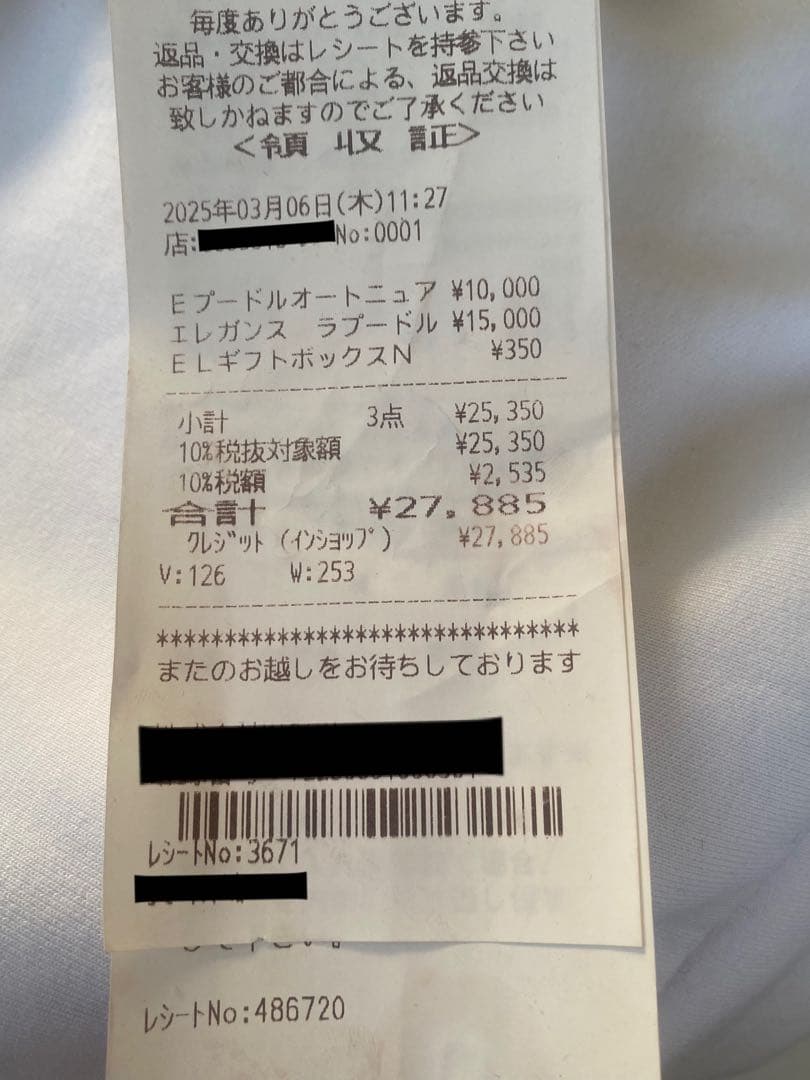 毎度ありがとうございます。
返品・交換はレシートを持参下さい
お客様のご都合による、返品交換は
致しかねますのでご了承ください
<領 収 証>
2025年03月06日(木)11:27
店: No:0001
Eプードルオートニュア ¥10,000
エレガンス ラプードル ¥15,000
ELギフトボックスN ¥350
小計 3点 ¥25,350
10%税抜対象額 ¥25,350
10%税額 ¥2,535
合計 ¥27,885
クレジット (インショップ) ¥27,885
V:126 W:253
*******************************
またのお越しをお待ちしております
レシートNo:3671
レシートNo:486720